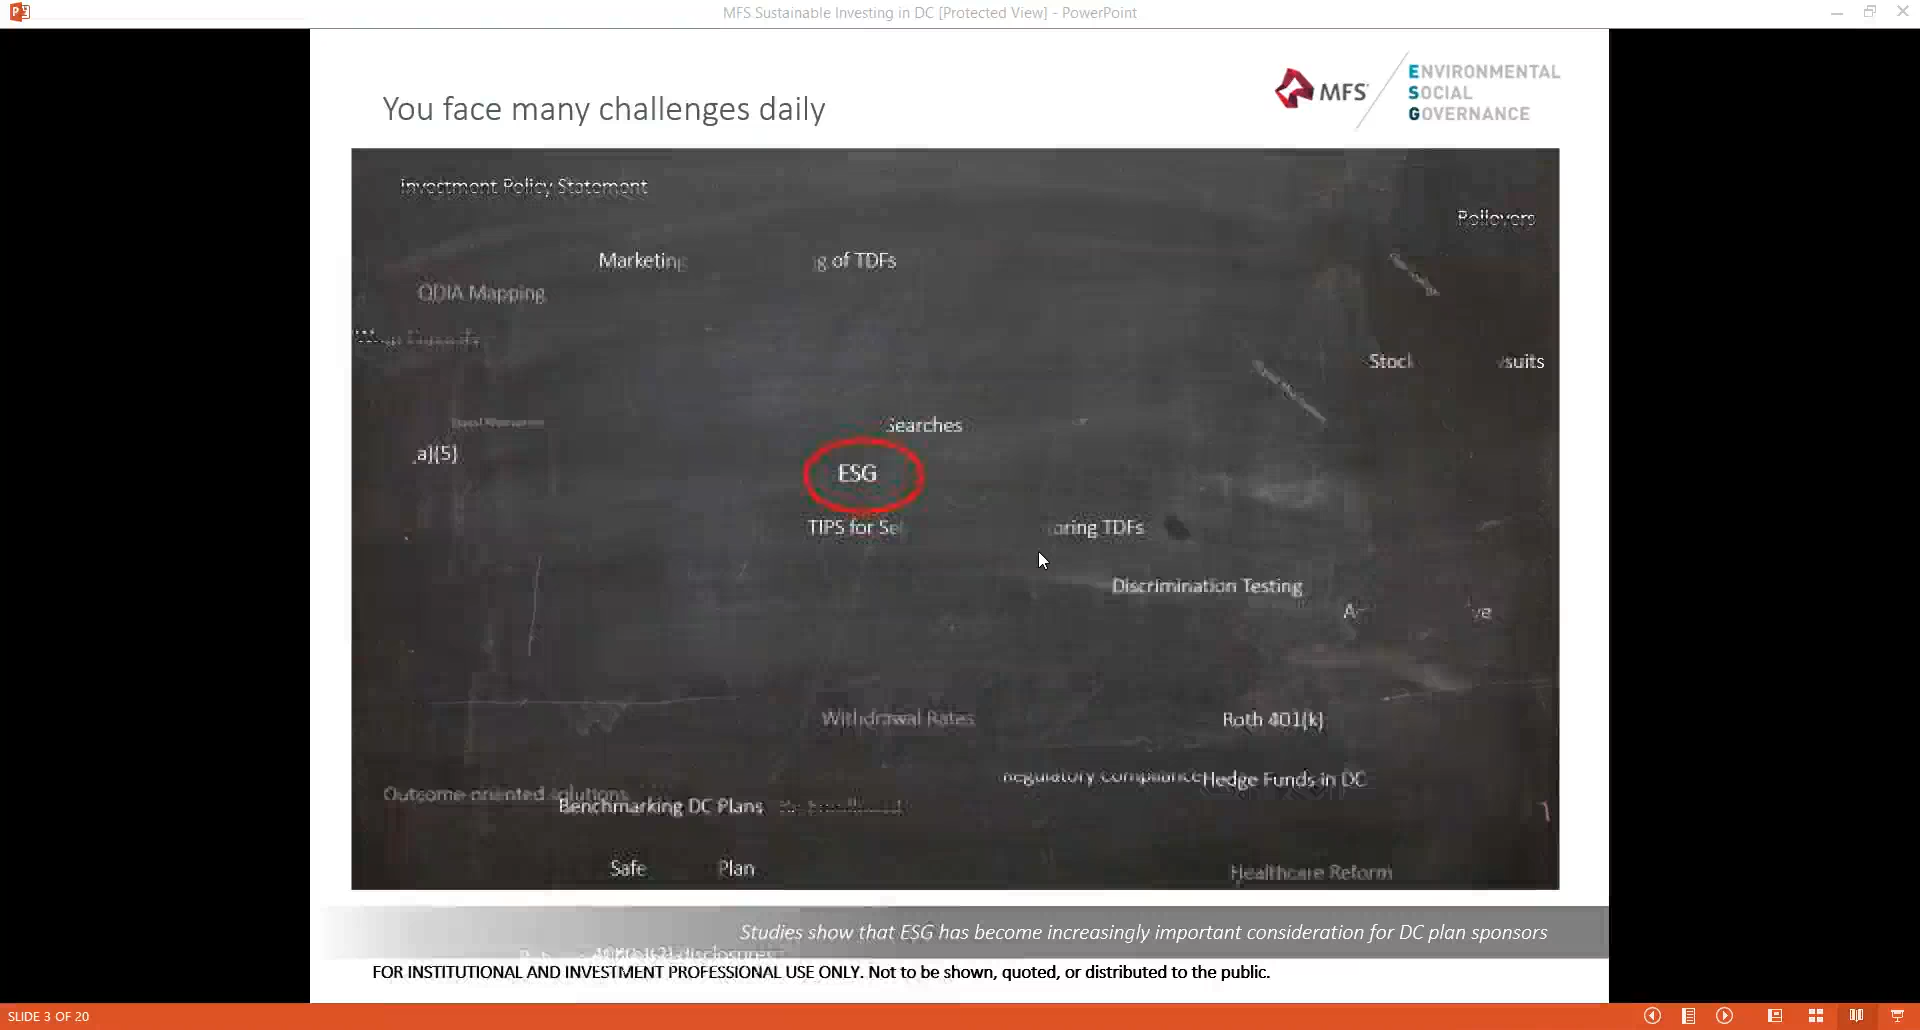 MFS Sustainable Investing in DC [Protected View] - PowerPoint
You face many challenges daily
MFS
ENVIRONMENTAL
SOCIAL
GOVERNANCE
Investment Policy Statement
Rollovers
Marketing
g of TDFs
QDIA Mapping
Stock
suits
Searches
a)(5)
ESG
TIPS for Sel
oring TDFs
Discrimination Testing
Withdrawal Rates
Roth 401(k)
Regulatory Compliance
Hedge Funds in DC
Outcome-oriented solutions
Benchmarking DC Plans
Safe
Plan
Healthcare Reform
Studies show that ESG has become increasingly important consideration for DC plan sponsors
FOR INSTITUTIONAL AND INVESTMENT PROFESSIONAL USE ONLY. Not to be shown, quoted, or distributed to the public.
SLIDE 3 OF 20